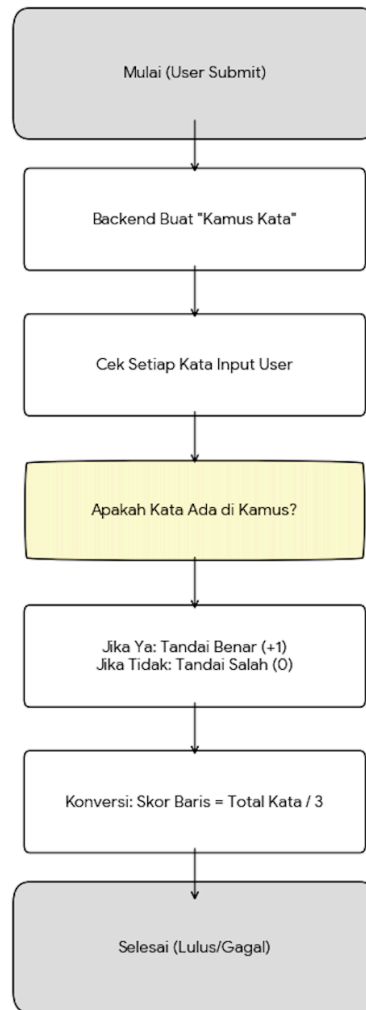 Mulai (User Submit)
Backend Buat "Kamus Kata"
Cek Setiap Kata Input User
Apakah Kata Ada di Kamus?
Jika Ya: Tandai Benar (+1)
Jika Tidak: Tandai Salah (0)
Konversi: Skor Baris = Total Kata / 3
Selesai (Lulus/Gagal)